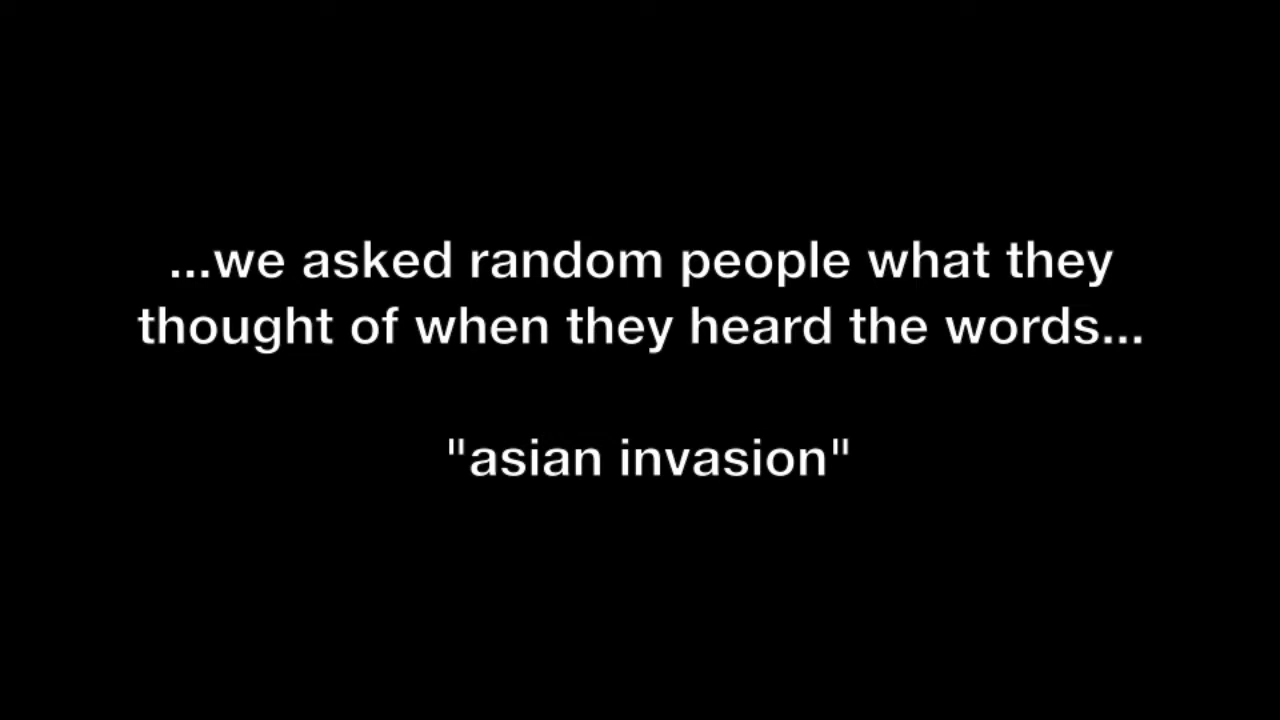 ...we asked random people what they
thought of when they heard the words...
"asian invasion"